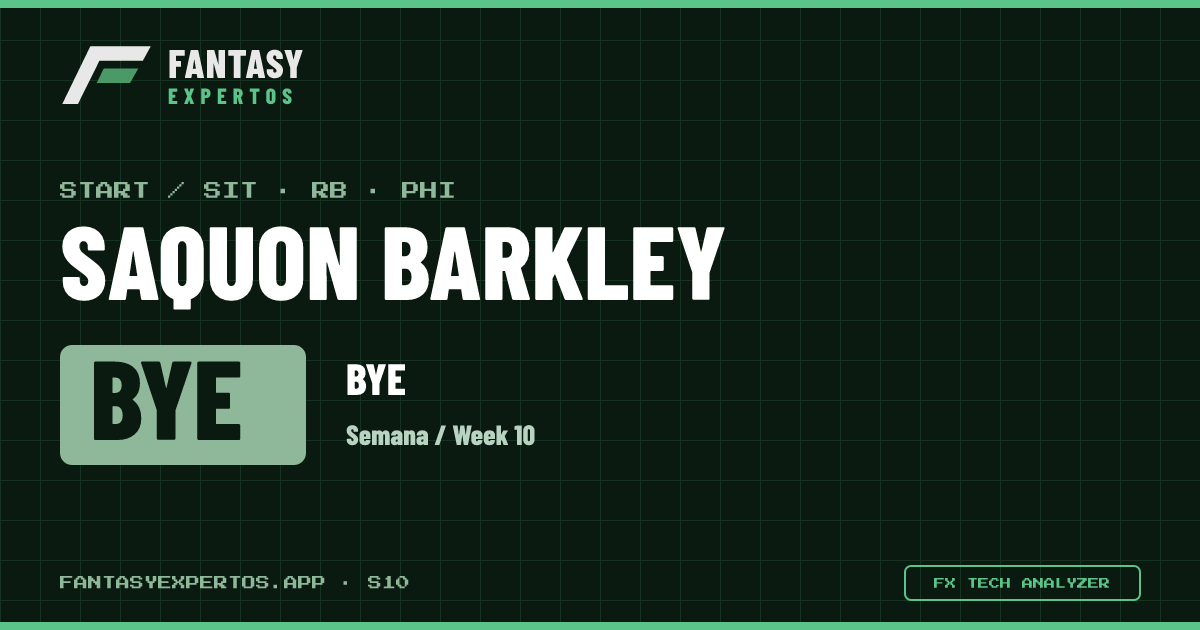 FANTASY
EXPERTOS
START / SIT · RB · PHI
SAQUON BARKLEY
BYE
BYE
Semana / Week 10
FANTASYEXPERTOS.APP · S10
FX TECH ANALYZER